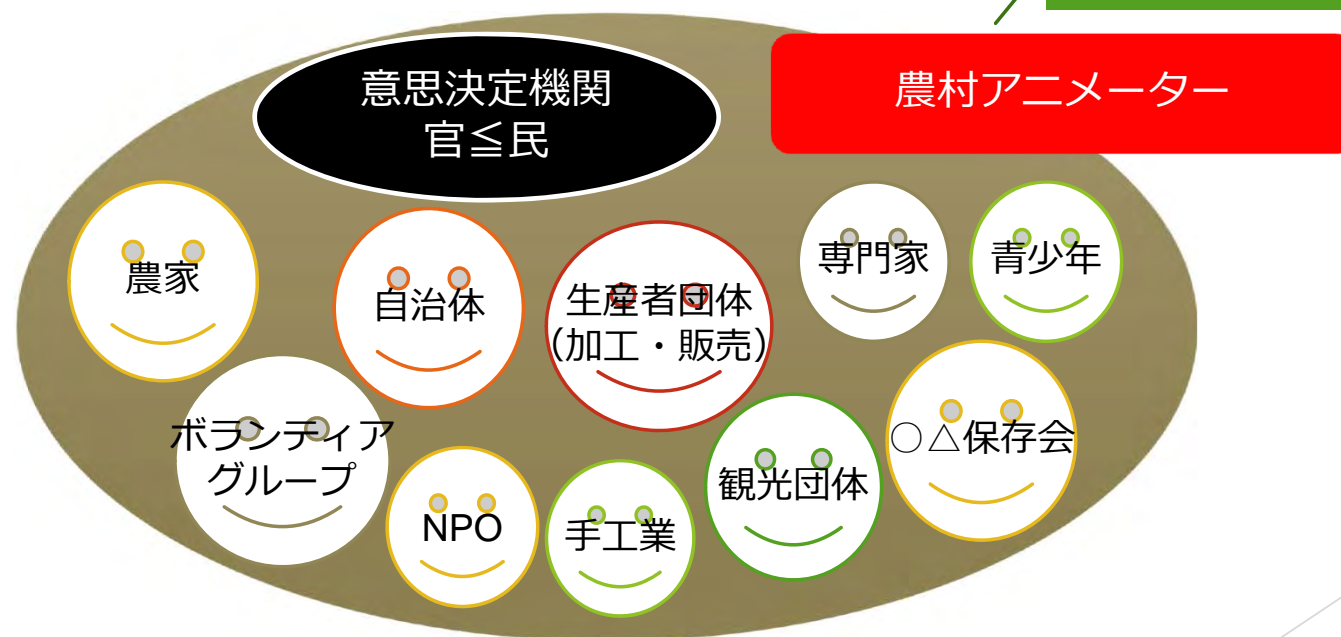 意思決定機関
官≦民
農村アニメーター
農家
自治体
生産者団体
(加工・販売)
専門家
青少年
ボランティア
グループ
NPO
手工業
観光団体
○△保存会